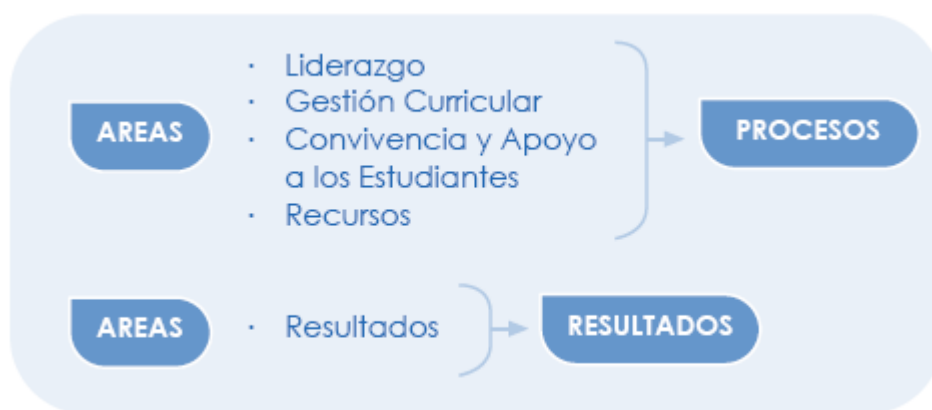 · Liderazgo
· Gestión Curricular
AREAS
· Convivencia y Apoyo
a los Estudiantes
· Recursos
PROCESOS
AREAS
· Resultados
RESULTADOS